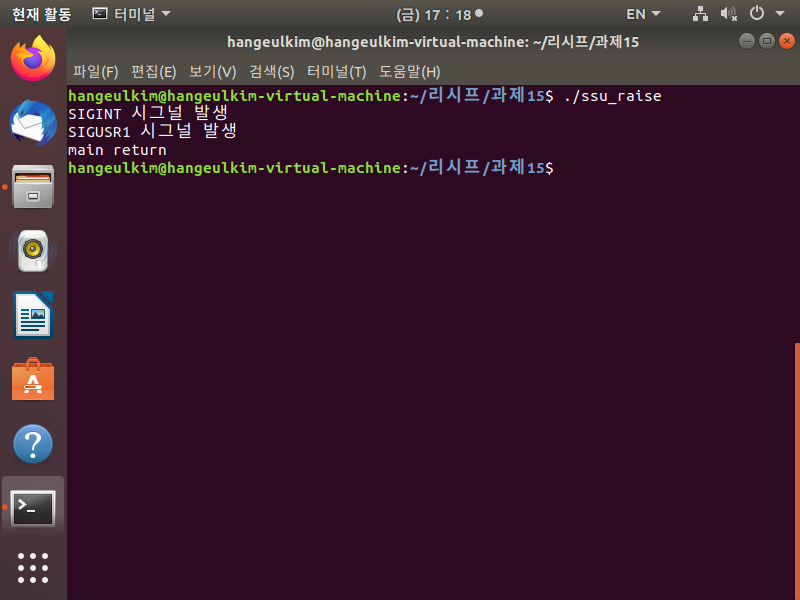 현재 활동 터미널 (금) 17 : 18 EN
hangeulkim@hangeulkim-virtual-machine: ~/리시프/과제15
파일(F) 편집(E) 보기(V) 검색(S) 터미널(T) 도움말(H)
hangeulkim@hangeulkim-virtual-machine:~/리시프/과제15$ ./ssu_raise
SIGINT 시그널 발생
SIGUSR1 시그널 발생
main return
hangeulkim@hangeulkim-virtual-machine:~/리시프/과제15$